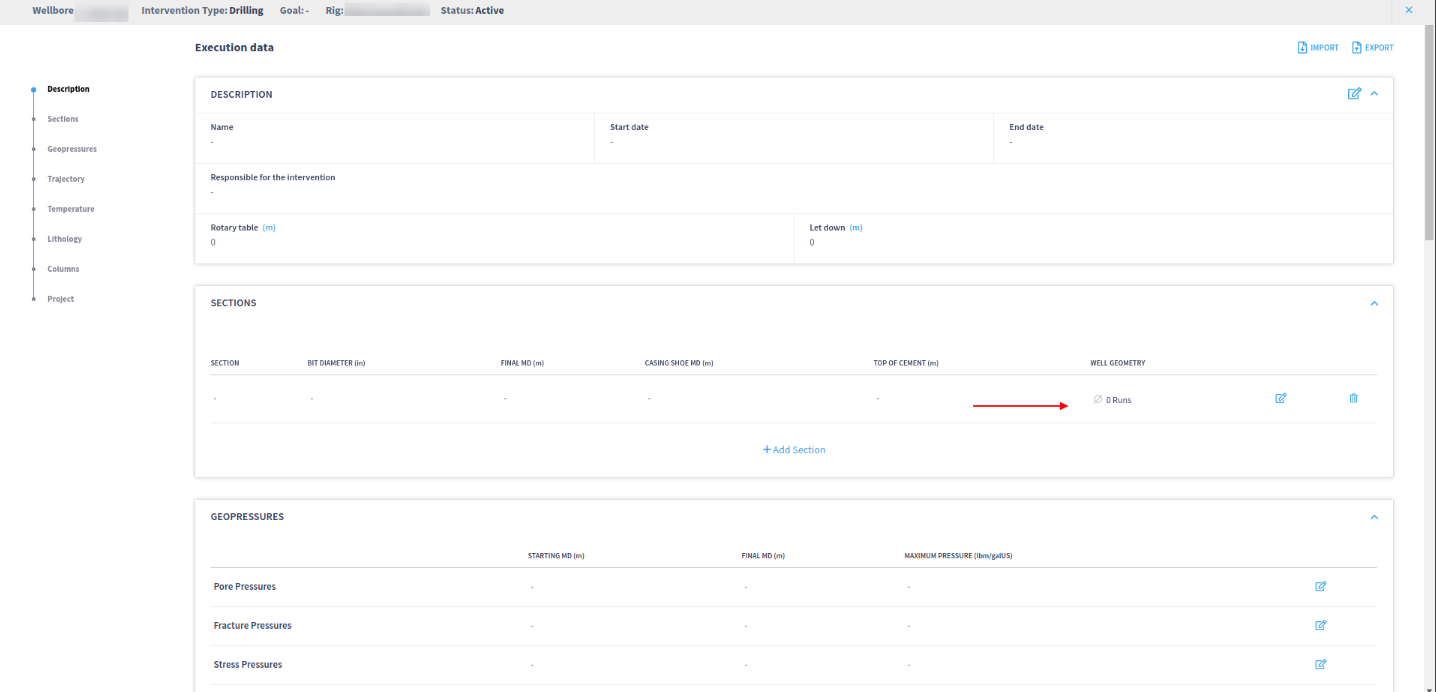 Wellbore Intervention Type: Drilling Goal: - Rig: Status: Active
Execution data
IMPORT EXPORT
Description
Sections
Geopressures
Trajectory
Temperature
Lithology
Columns
Project
DESCRIPTION
Name Start date End date
- - -
Responsible for the intervention
-
Rotary table (m) Let down (m)
0 0
SECTIONS
SECTION BIT DIAMETER (in) FINAL MD (m) CASING SHOE MD (m) TOP OF CEMENT (m) WELL GEOMETRY
- - - - - 0 Runs
+ Add Section
GEOPRESSURES
STARTING MD (m) FINAL MD (m) MAXIMUM PRESSURE (lbm/galUS)
Pore Pressures - - -
Fracture Pressures - - -
Stress Pressures - - -